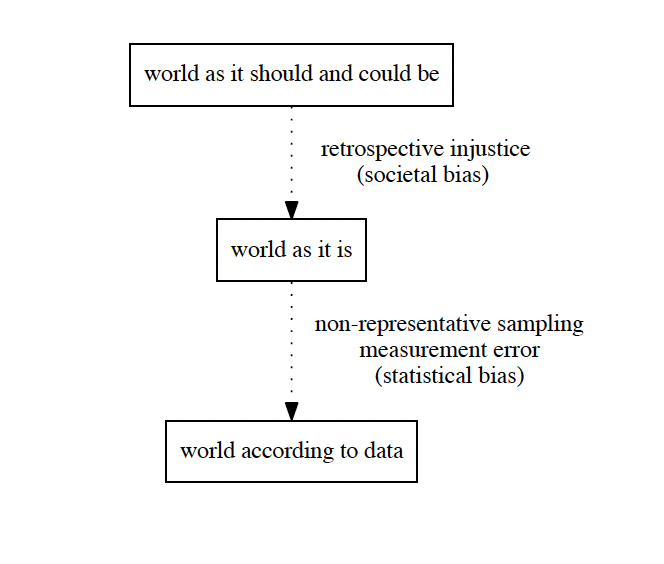 world as it should and could be
retrospective injustice
(societal bias)
world as it is
non-representative sampling
measurement error
(statistical bias)
world according to data